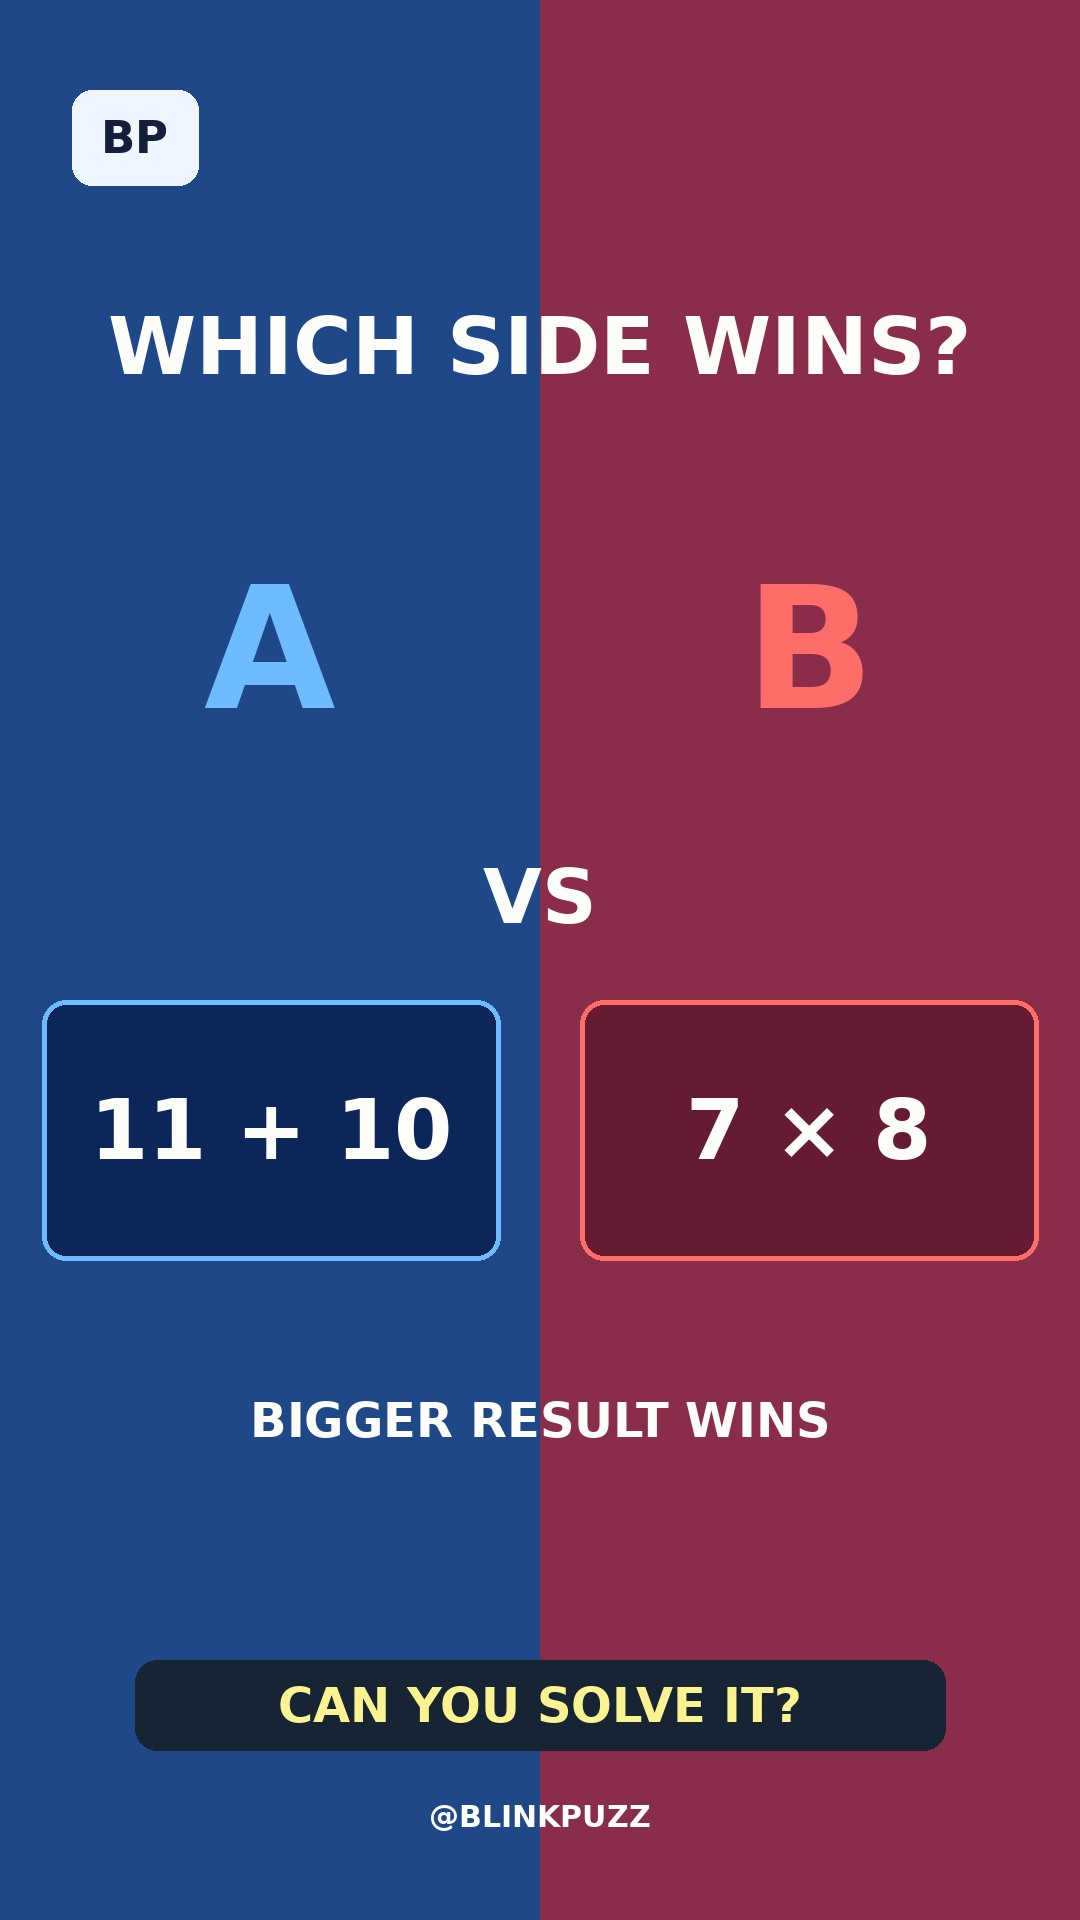 BP
WHICH SIDE WINS?
A
B
VS
11 + 10
7 × 8
BIGGER RESULT WINS
CAN YOU SOLVE IT?
@BLINKPUZZ